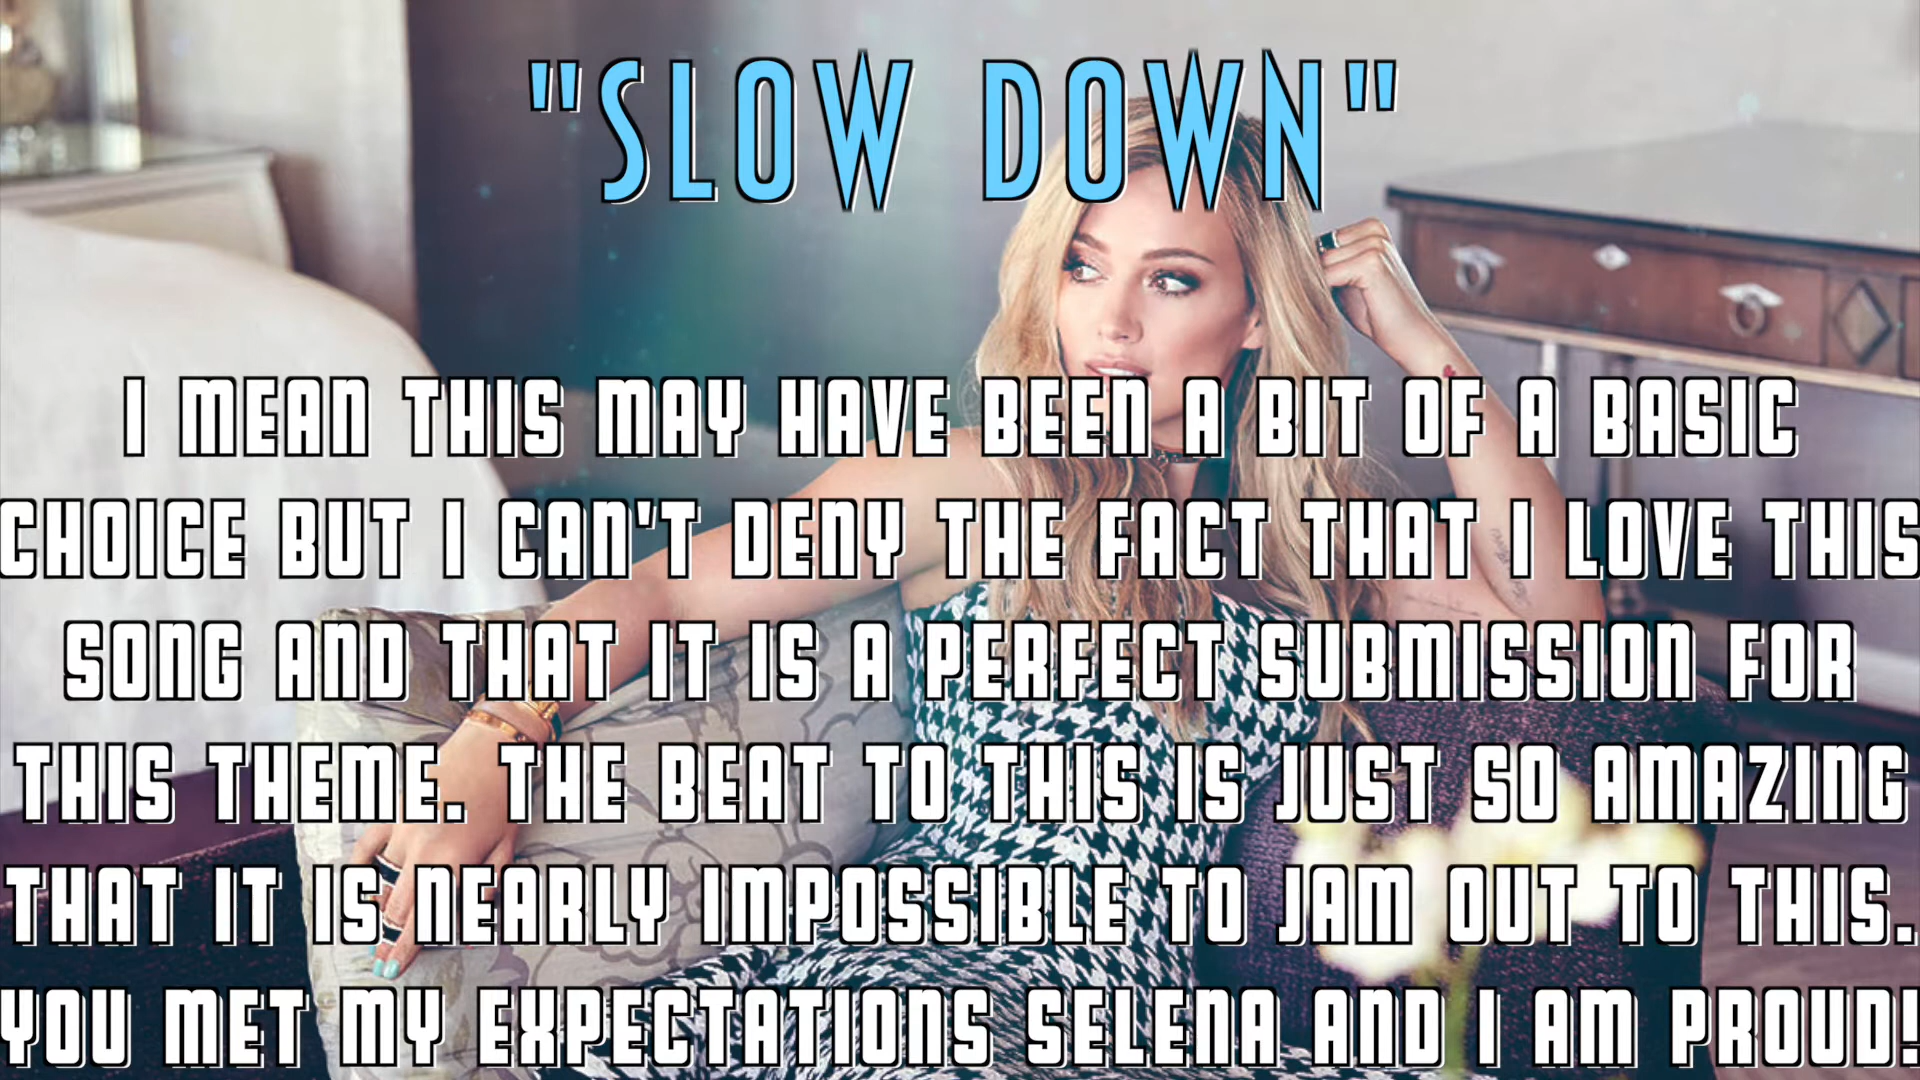 "SLOW DOWN"
I MEAN THIS MAY HAVE BEEN A BIT OF A BASIC
CHOICE BUT I CAN'T DENY THE FACT THAT I LOVE THIS
SONG AND THAT IT IS A PERFECT SUBMISSION FOR
THIS THEME. THE BEAT TO THIS IS JUST SO AMAZING
THAT IT IS NEARLY IMPOSSIBLE TO JAM OUT TO THIS.
YOU MET MY EXPECTATIONS SELENA AND I AM PROUD!